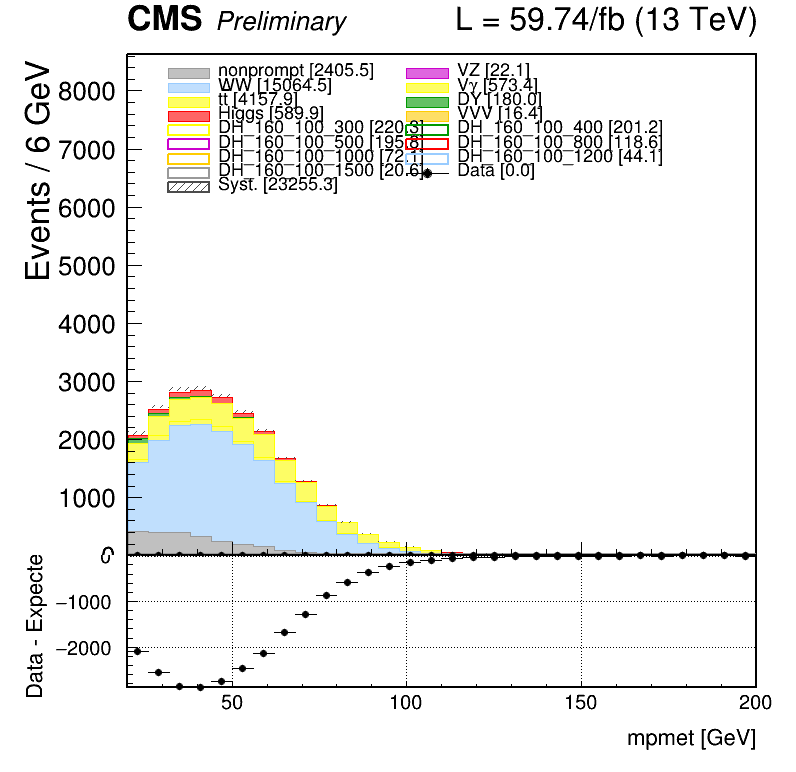 CMS Preliminary L = 59.74/fb (13 TeV)
Events / 6 GeV
nonprompt [2405.5] VZ [22.1]
WW [15064.5] Vγ [573.4]
tt [4157.9] DY [180.0]
Higgs [589.9] VVV [16.4]
DH_160_100_300 [220.3] DH_160_100_400 [201.2]
DH_160_100_500 [195.8] DH_160_100_800 [118.6]
DH_160_100_1000 [72.1] DH_160_100_1200 [44.1]
DH_160_100_1500 [20.6] Data [0.0]
Syst. [23255.3]
8000
7000
6000
5000
4000
3000
2000
1000
0
Data - Expecte
−1000
−2000
50 100 150 200
mpmet [GeV]